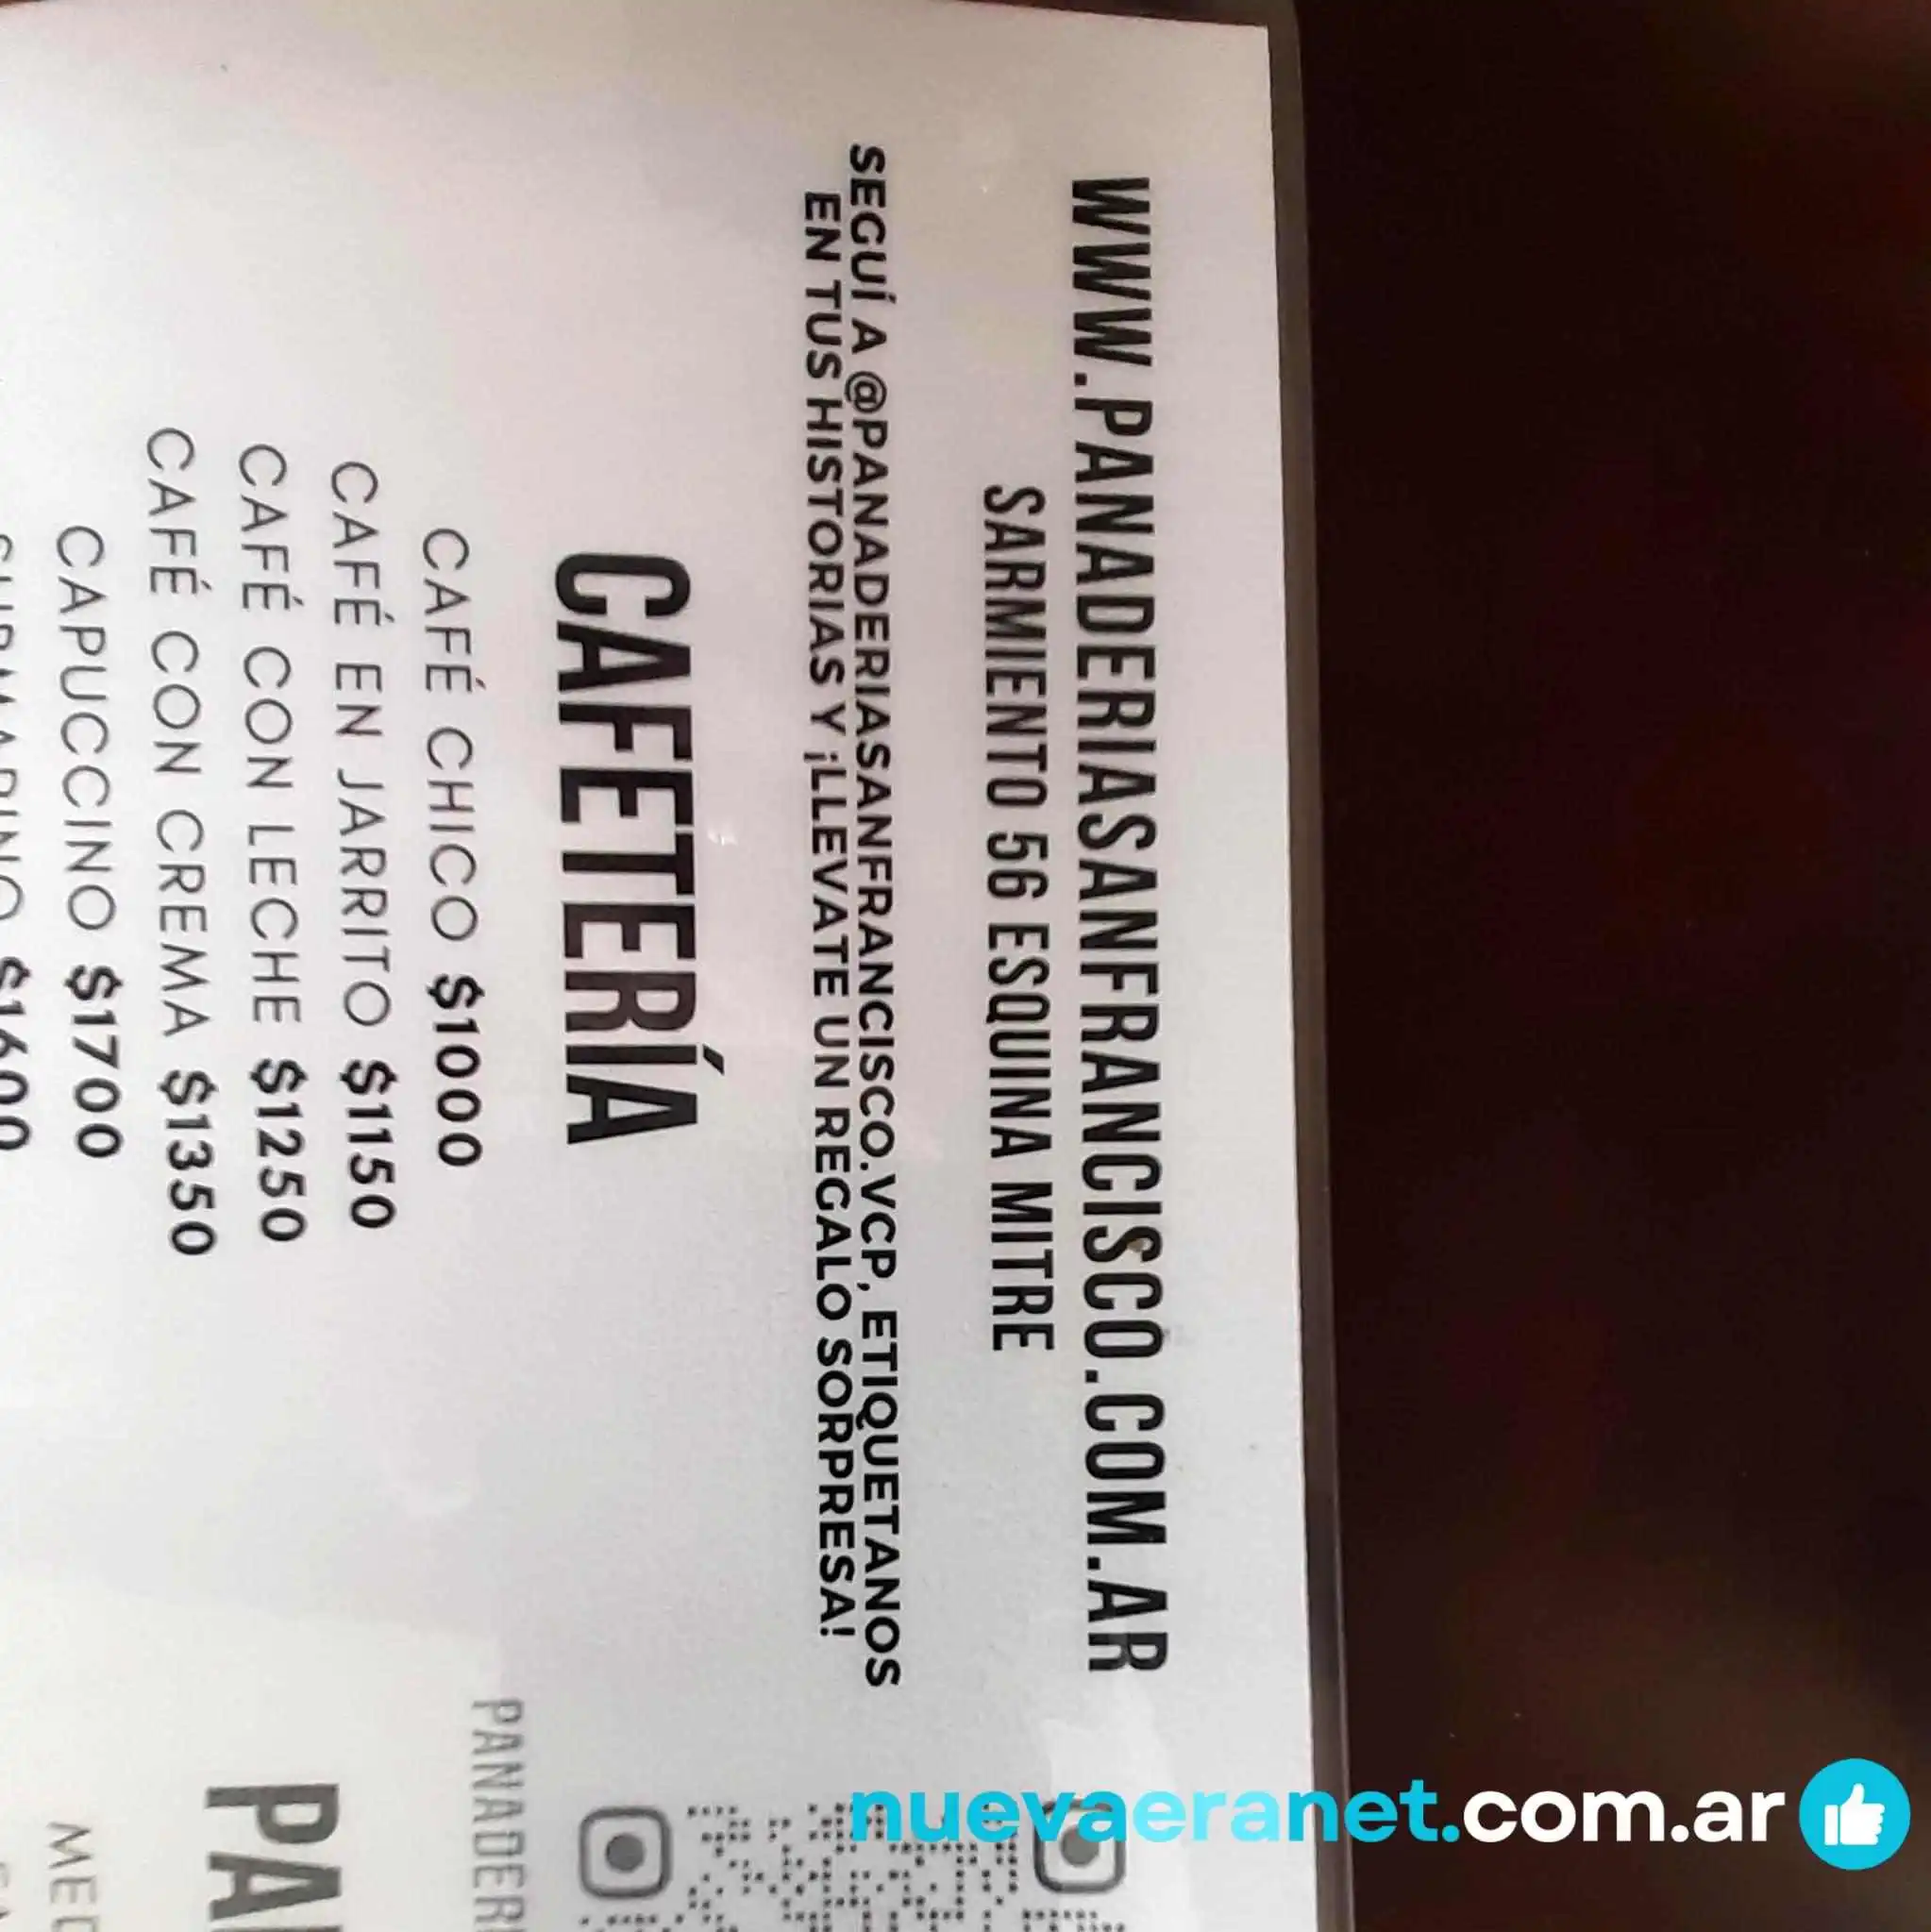 WWW.PANADERIASANFRANCISCO.COM.AR
SARMIENTO 56 ESQUINA MITRE
SEGUÍ A @PANADERIASANFRANCISCO.VCP, ETIQUETANOS
EN TUS HISTORIAS Y ¡LLEVATE UN REGALO SORPRESA!
CAFETERÍA
CAFÉ CHICO $1000
CAFÉ EN JARRITO $1150
CAFÉ CON LECHE $1250
CAFÉ CON CREMA $1350
CAPUCCINO $1700
SUBMARINO $1600
nuevaeranet.com.ar